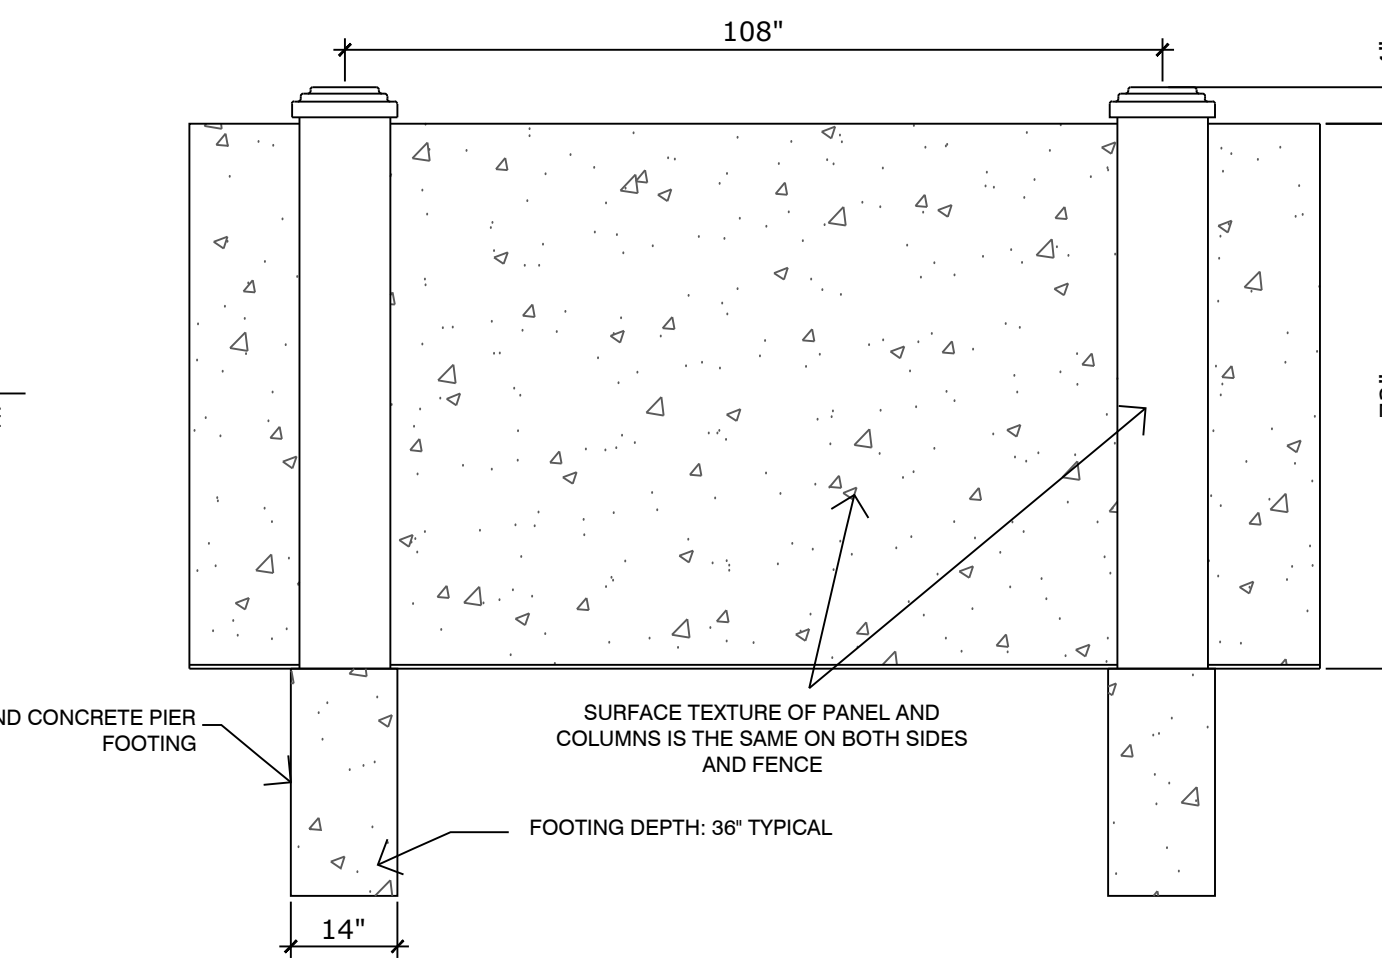 108"
CONCRETE PIER
FOOTING
SURFACE TEXTURE OF PANEL AND
COLUMNS IS THE SAME ON BOTH SIDES
AND FENCE
FOOTING DEPTH: 36" TYPICAL
14"